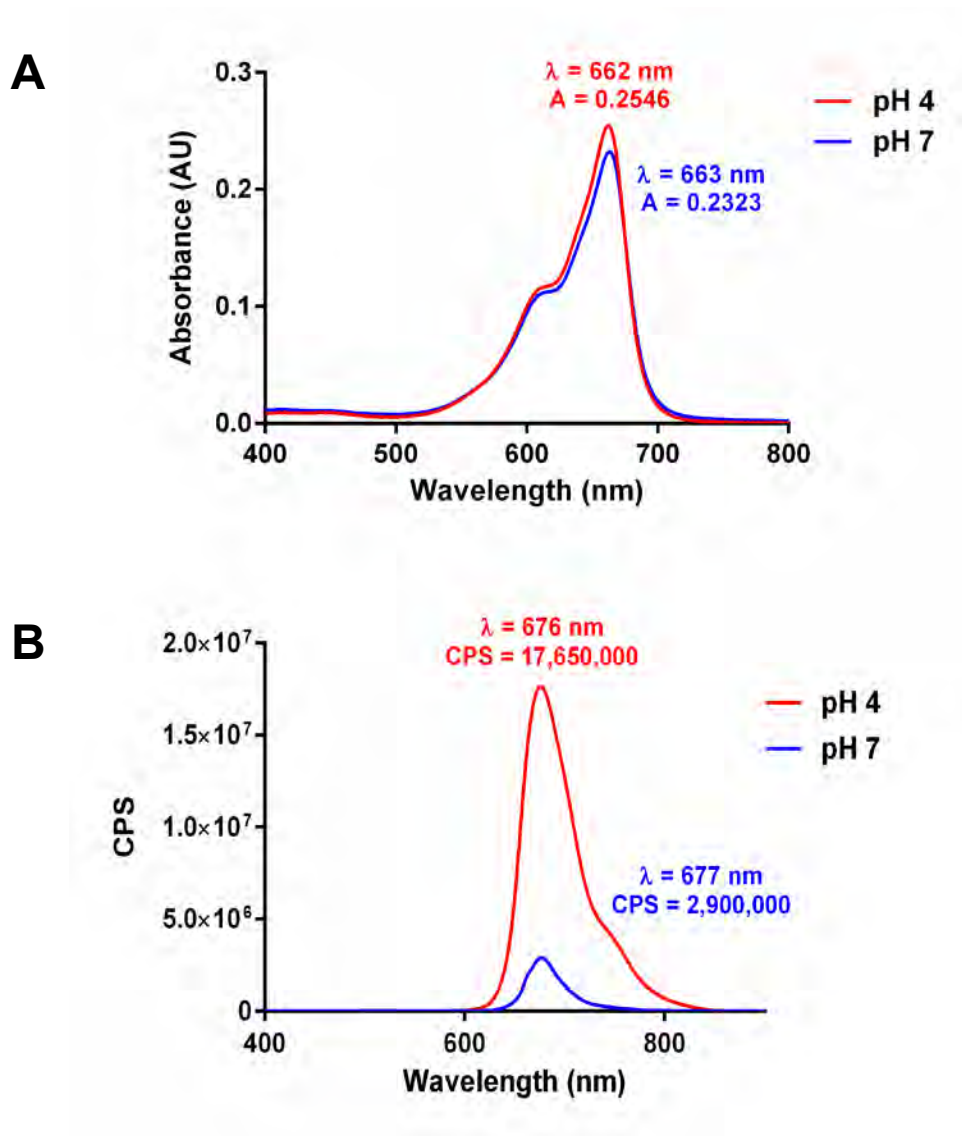 A
λ = 662 nm
A = 0.2546
pH 4
pH 7
λ = 663 nm
A = 0.2323
Absorbance (AU)
0.3
0.2
0.1
0.0
400 500 600 700 800
Wavelength (nm)
B
λ = 676 nm
CPS = 17,650,000
pH 4
pH 7
λ = 677 nm
CPS = 2,900,000
CPS
2.0×10⁷
1.5×10⁷
1.0×10⁷
5.0×10⁶
0
400 600 800
Wavelength (nm)